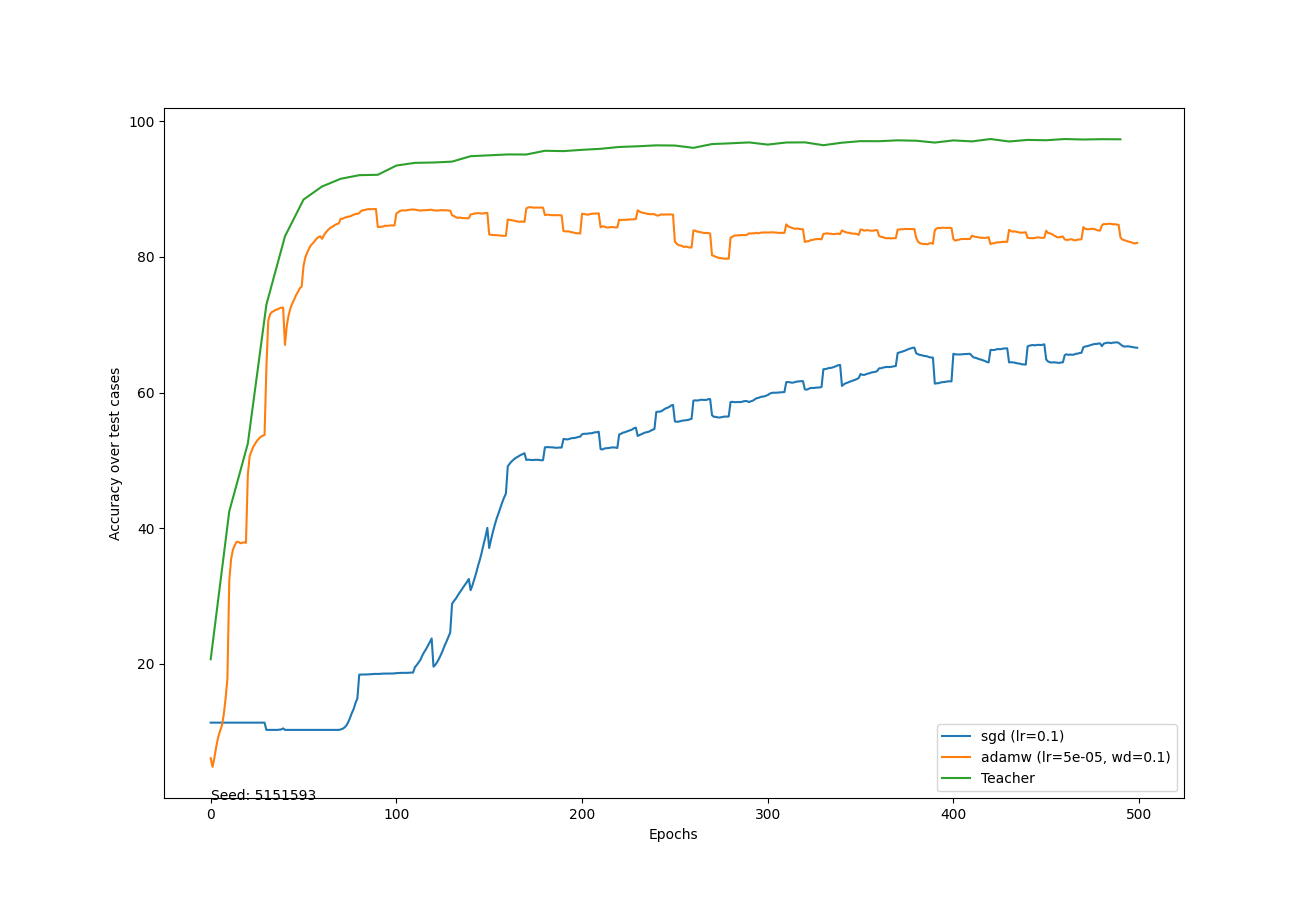 100
80
60
40
20
Accuracy over test cases
sgd (lr=0.1)
adamw (lr=5e-05, wd=0.1)
Teacher
Seed: 5151593
0
100
200
300
400
500
Epochs